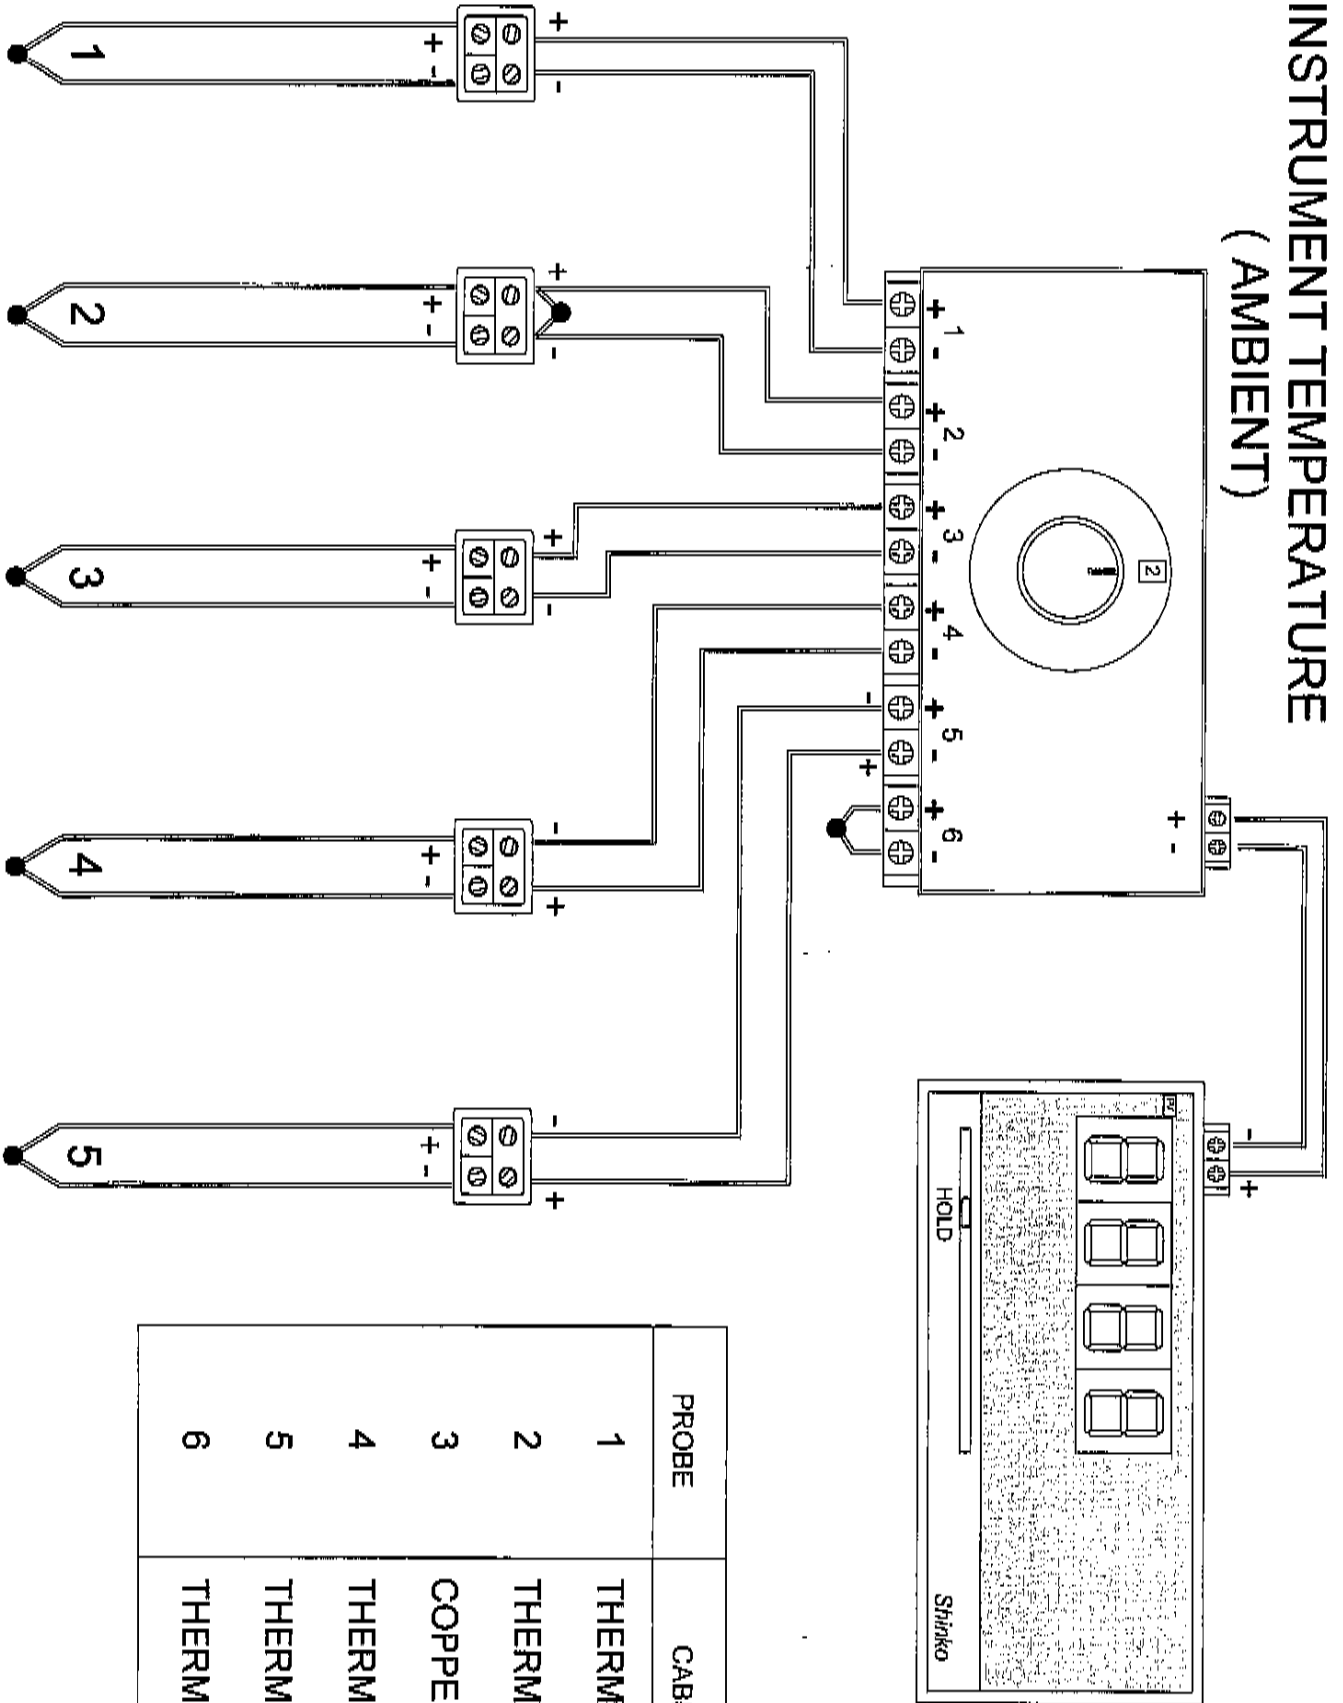 INSTRUMENT TEMPERATURE
( AMBIENT )
2
+ -
- +
PV
HOLD
Shinko
+ 1 -
+ 2 -
+ 3 -
+ 4 -
+ 5 -
+ 6 -
- +
+ -
+ -
+ -
- +
- +
+ -
+ -
+ -
+ -
+ -
1
2
3
4
5
PROBE
1 THERM
2 THERM
3 COPPE
4 THERM
5 THERM
6 THERM